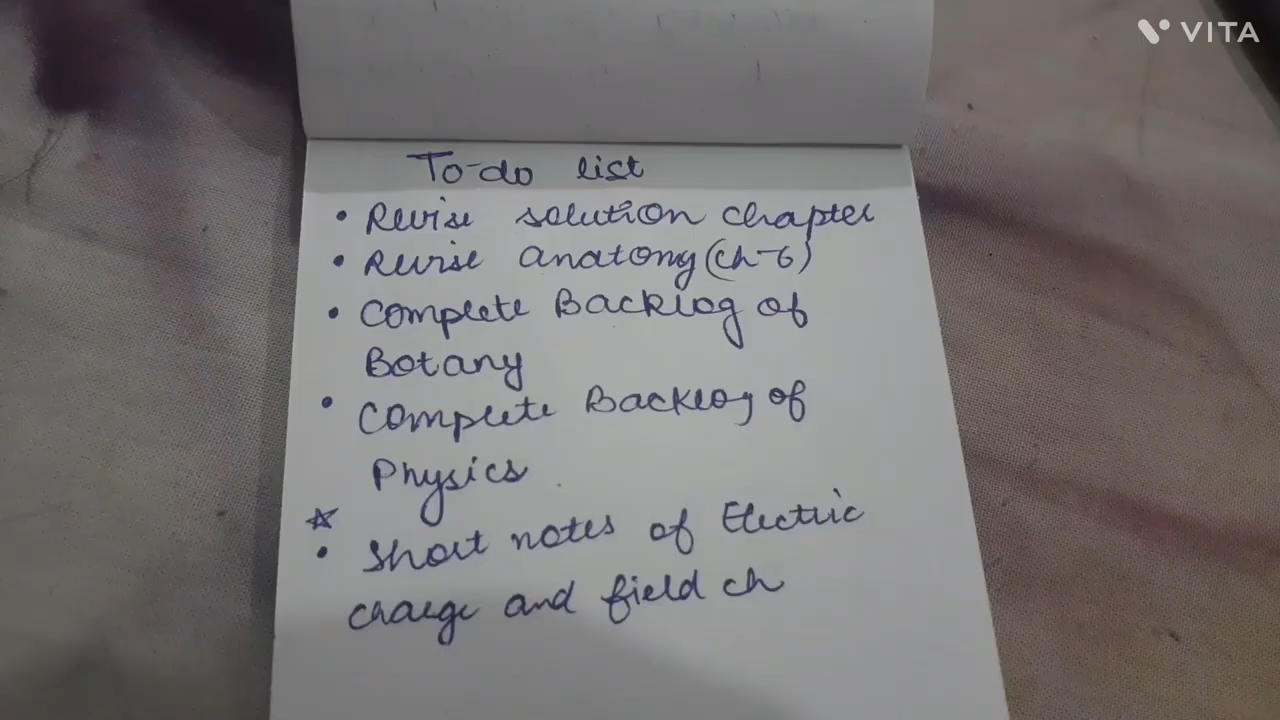 VITA
To-do list
• Revise solution chapter
• Revise anatomy (ch-6)
• Complete Backlog of
Botany
• Complete Backlog of
Physics
☆
• Short notes of Electric
charge and field ch